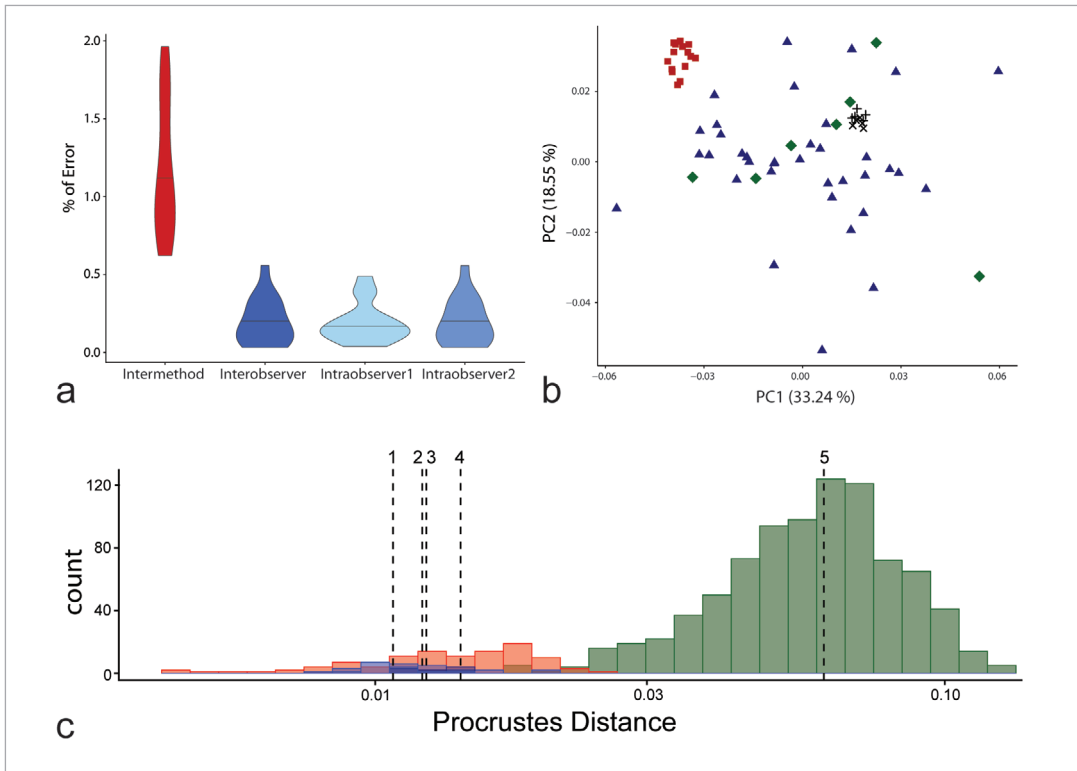 2.0
1.5
1.0
0.5
0.0
% of Error
Intermethod Interobserver Intraobserver1 Intraobserver2
a
0.02
0.00
−0.02
−0.04
PC2 (18.55 %)
−0.06 −0.03 0.00 0.03 0.06
PC1 (33.24 %)
b
1 2 3 4 5
120
80
40
0
count
0.01 0.03 0.10
Procrustes Distance
c